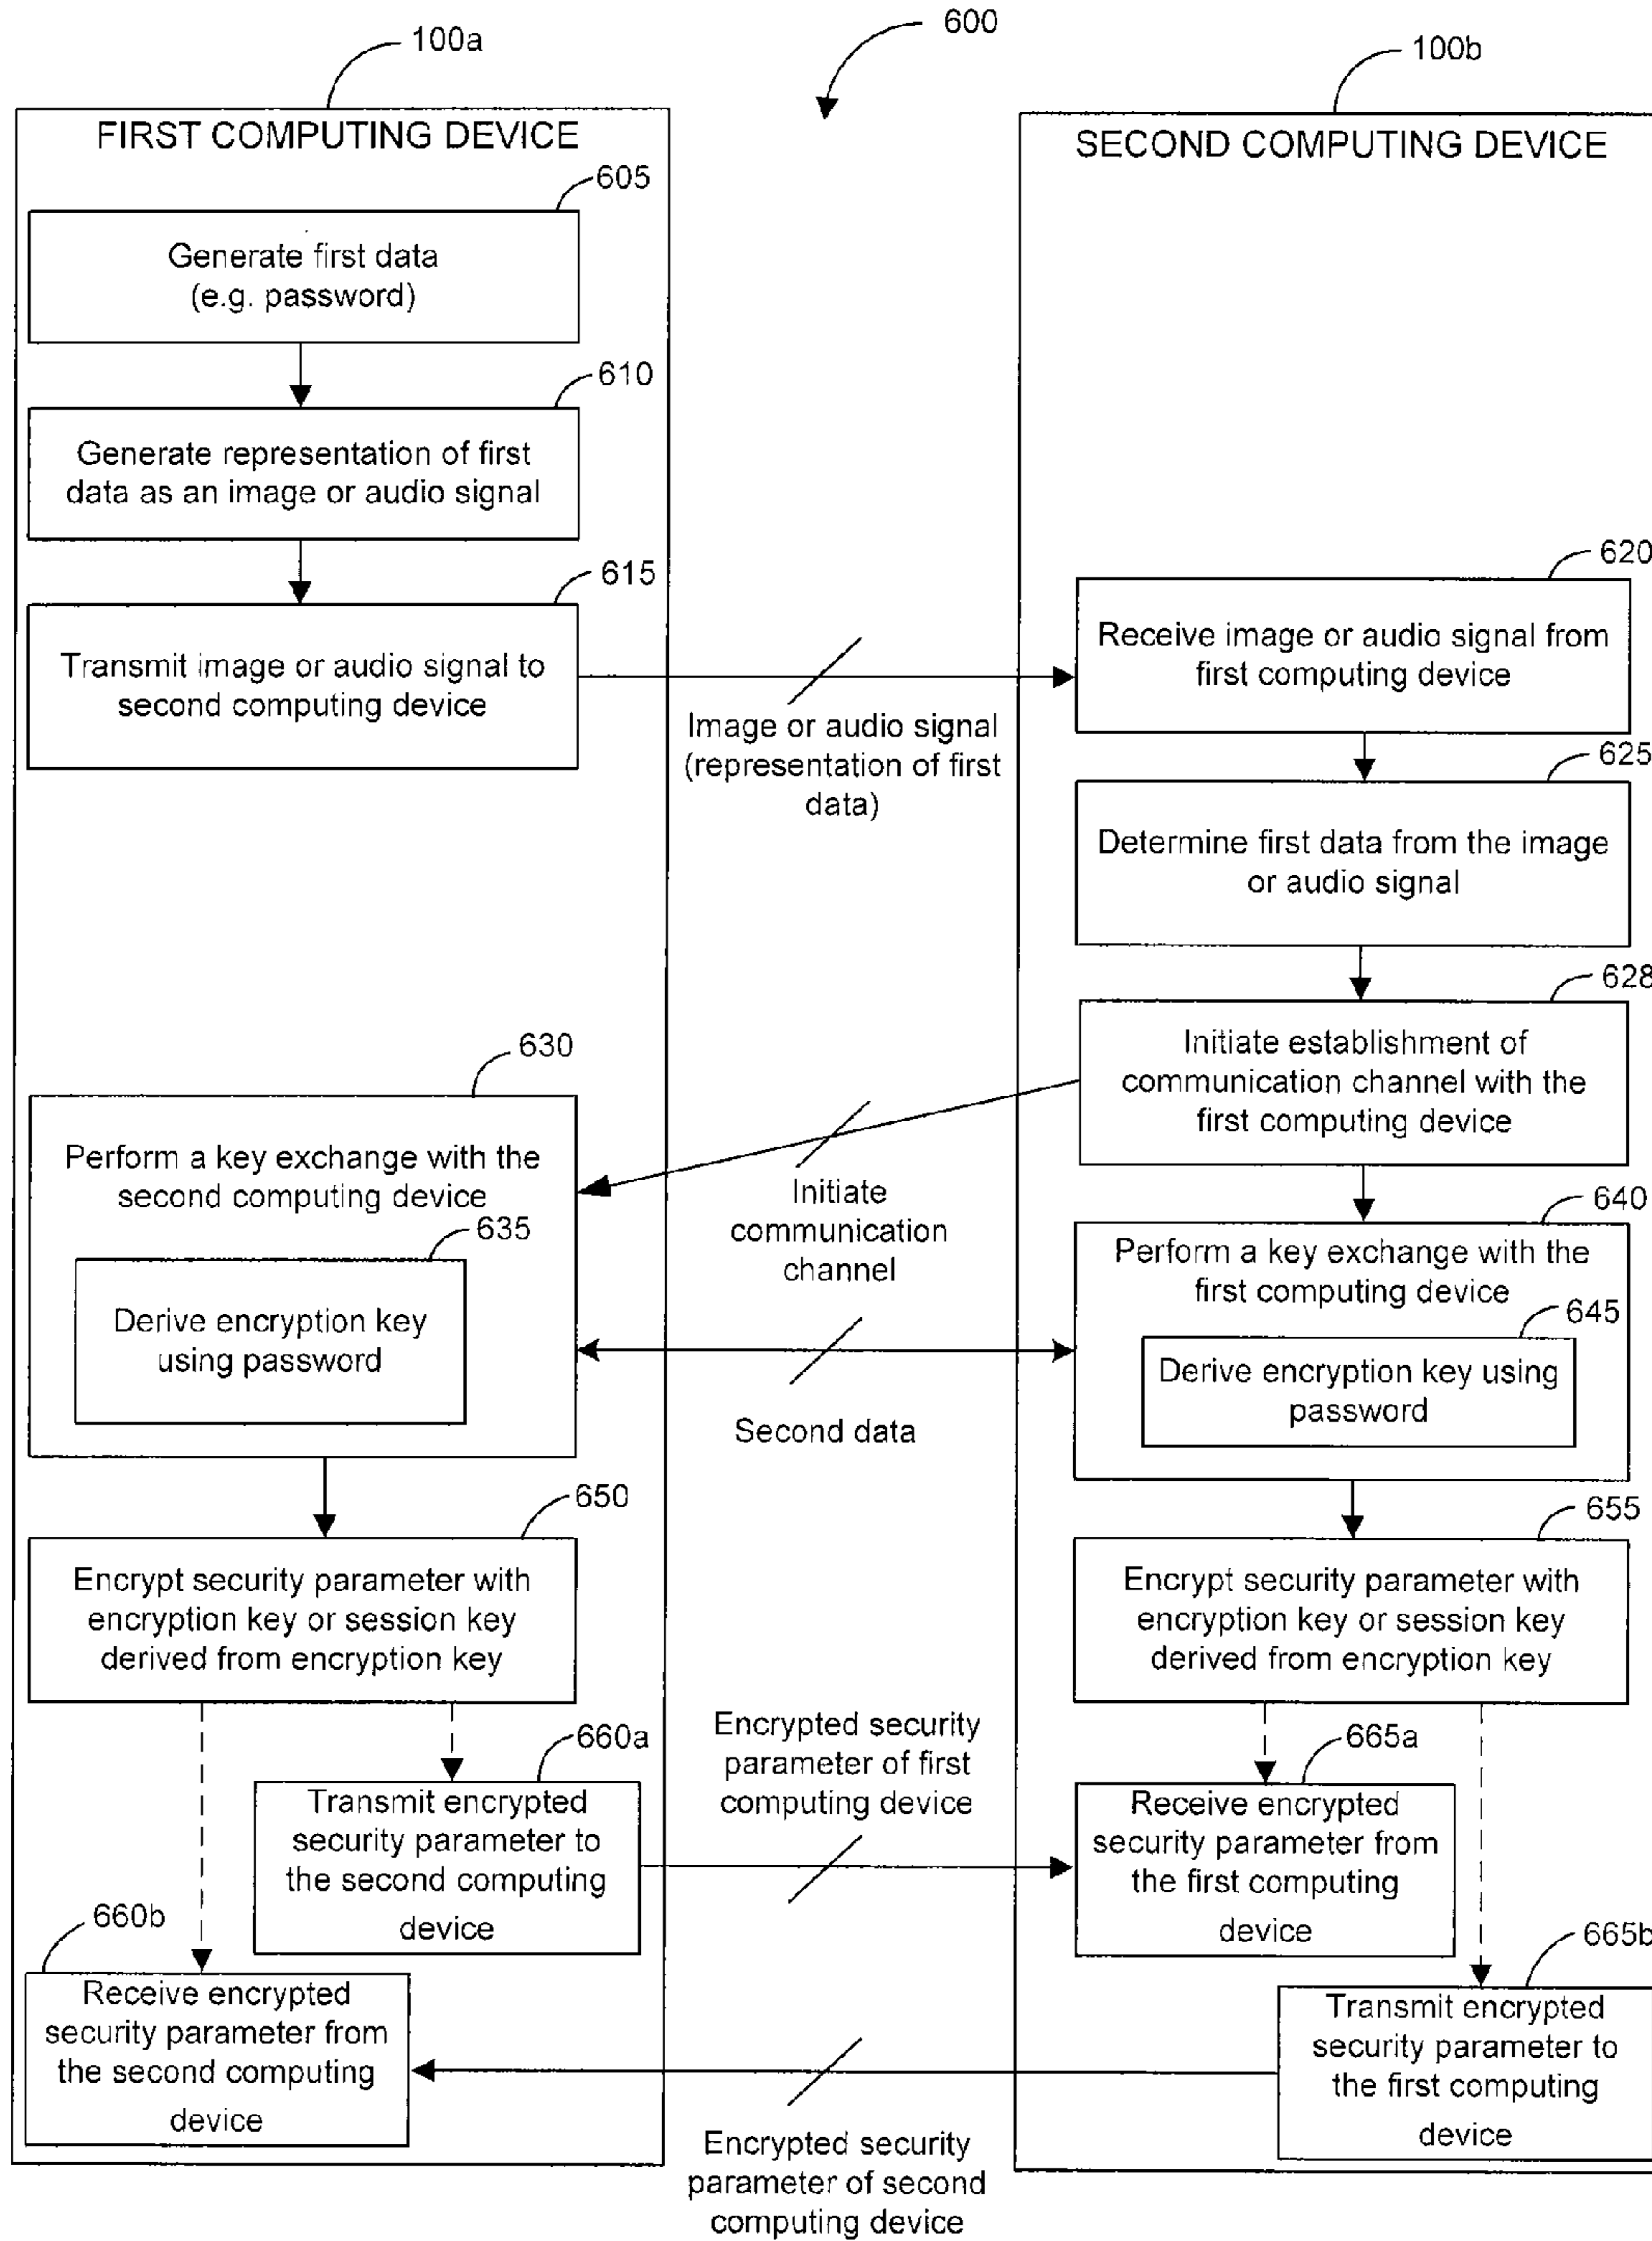 600
100a
FIRST COMPUTING DEVICE
605
Generate first data
(e.g. password)
610
Generate representation of first
data as an image or audio signal
615
Transmit image or audio signal to
second computing device
Image or audio signal
(representation of first
data)
100b
SECOND COMPUTING DEVICE
620
Receive image or audio signal from
first computing device
625
Determine first data from the image
or audio signal
628
Initiate establishment of
communication channel with the
first computing device
Initiate
communication
channel
630
Perform a key exchange with the
second computing device
635
Derive encryption key
using password
Second data
640
Perform a key exchange with the
first computing device
645
Derive encryption key using
password
650
Encrypt security parameter with
encryption key or session key
derived from encryption key
655
Encrypt security parameter with
encryption key or session key
derived from encryption key
660a
Transmit encrypted
security parameter to
the second computing
device
Encrypted security
parameter of first
computing device
665a
Receive encrypted
security parameter from
the first computing
device
660b
Receive encrypted
security parameter from
the second computing
device
Encrypted security
parameter of second
computing device
665b
Transmit encrypted
security parameter to
the first computing
device